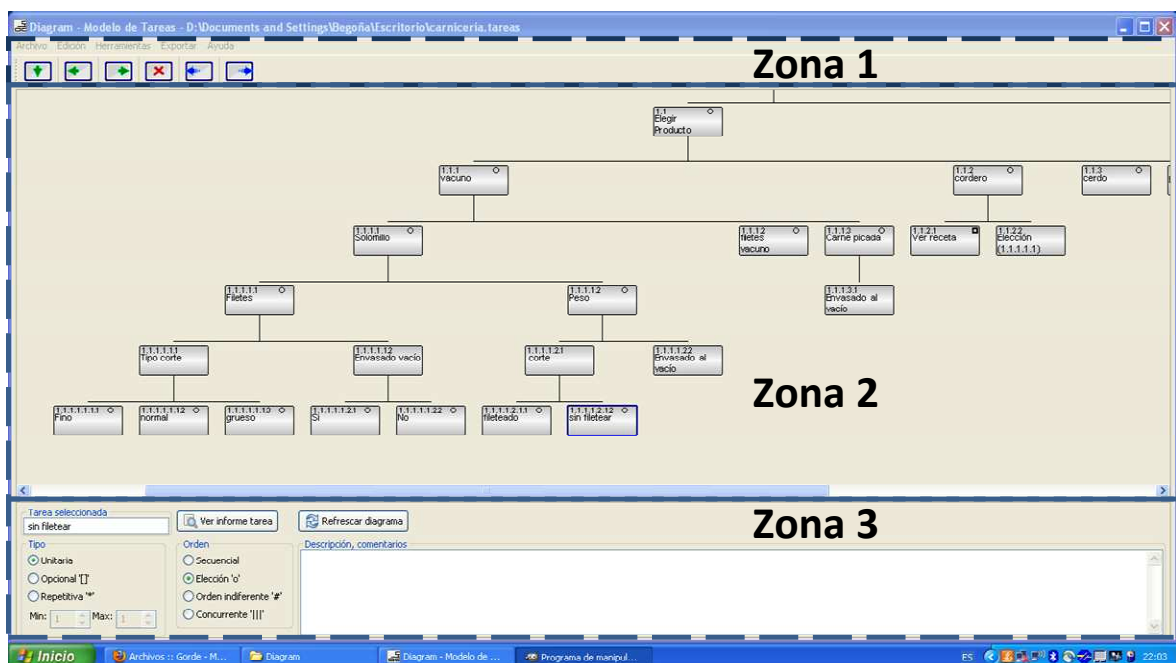 Diagram - Modelo de Tareas - D:\Documents and Settings\Begoña\Escritorio\carniceria.tareas
Archivo Edición Herramientas Exportar Ayuda
Zona 1
1.1
Elegir
Producto
1.1.1
vacuno
1.1.2
cordero
1.1.3
cerdo
1.1.1.1
Solomillo
1.1.1.2
filetes
vacuno
1.1.1.3
Carne picada
1.1.2.1
Ver receta
1.1.2.2
Elección
(1.1.1.1.1)
1.1.1.1.1
Filetes
1.1.1.1.2
Peso
1.1.1.3.1
Envasado al
vacío
1.1.1.1.1.1
Tipo corte
1.1.1.1.1.2
Envasado vacío
1.1.1.1.2.1
corte
1.1.1.1.2.2
Envasado al
vacío
Zona 2
1.1.1.1.1.1.1
Fino
1.1.1.1.1.1.2
normal
1.1.1.1.1.1.3
grueso
1.1.1.1.1.2.1
Sí
1.1.1.1.1.2.2
No
1.1.1.1.2.1.1
fileteado
1.1.1.1.2.1.2
sin filetear
Zona 3
Tarea seleccionada
sin filetear
Ver informe tarea
Refrescar diagrama
Tipo
Unitaria
Opcional '[]'
Repetitiva '*'
Min: 1 Max: 1
Orden
Secuencial
Elección 'o'
Orden indiferente '#'
Concurrente '|||'
Descripción, comentarios
Inicio
Archivos :: Gorde - M...
Diagram
Diagram - Modelo de ...
Programa de manipul...
ES
22:03